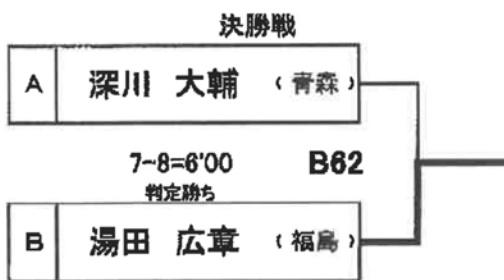 決勝戦
A 深川 大輔 （青森）
7-8=6'00 B62
判定勝ち
B 湯田 広章 （福島）